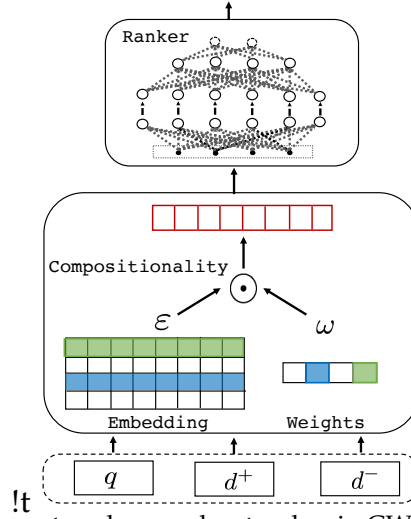 Ranker
Compositionality
ε ω
Embedding Weights
q d⁺ d⁻
!t